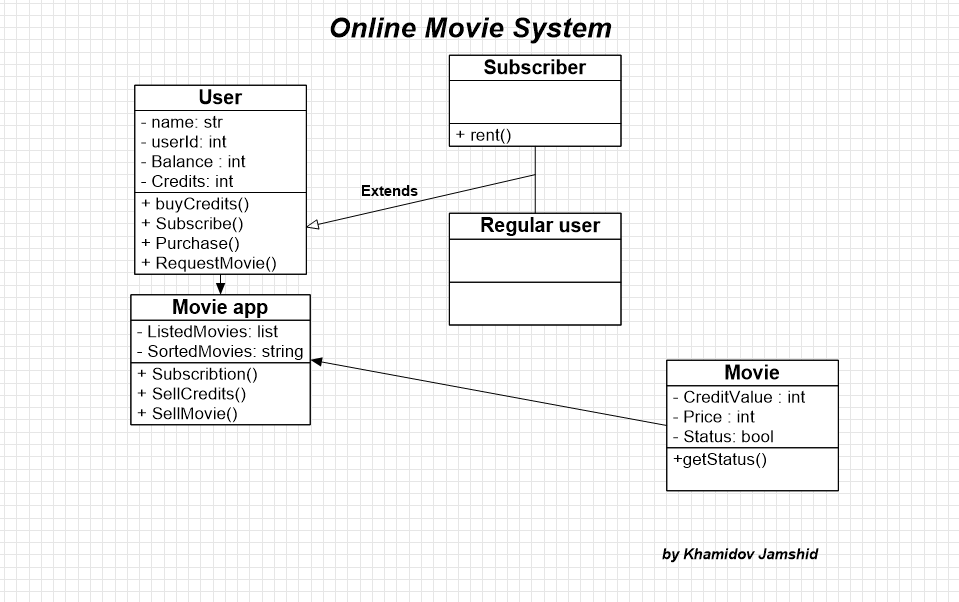 Online Movie System
User
- name: str
- userId: int
- Balance : int
- Credits: int
+ buyCredits()
+ Subscribe()
+ Purchase()
+ RequestMovie()
Subscriber
+ rent()
Extends
Regular user
Movie app
- ListedMovies: list
- SortedMovies: string
+ Subscribtion()
+ SellCredits()
+ SellMovie()
Movie
- CreditValue : int
- Price : int
- Status: bool
+getStatus()
by Khamidov Jamshid